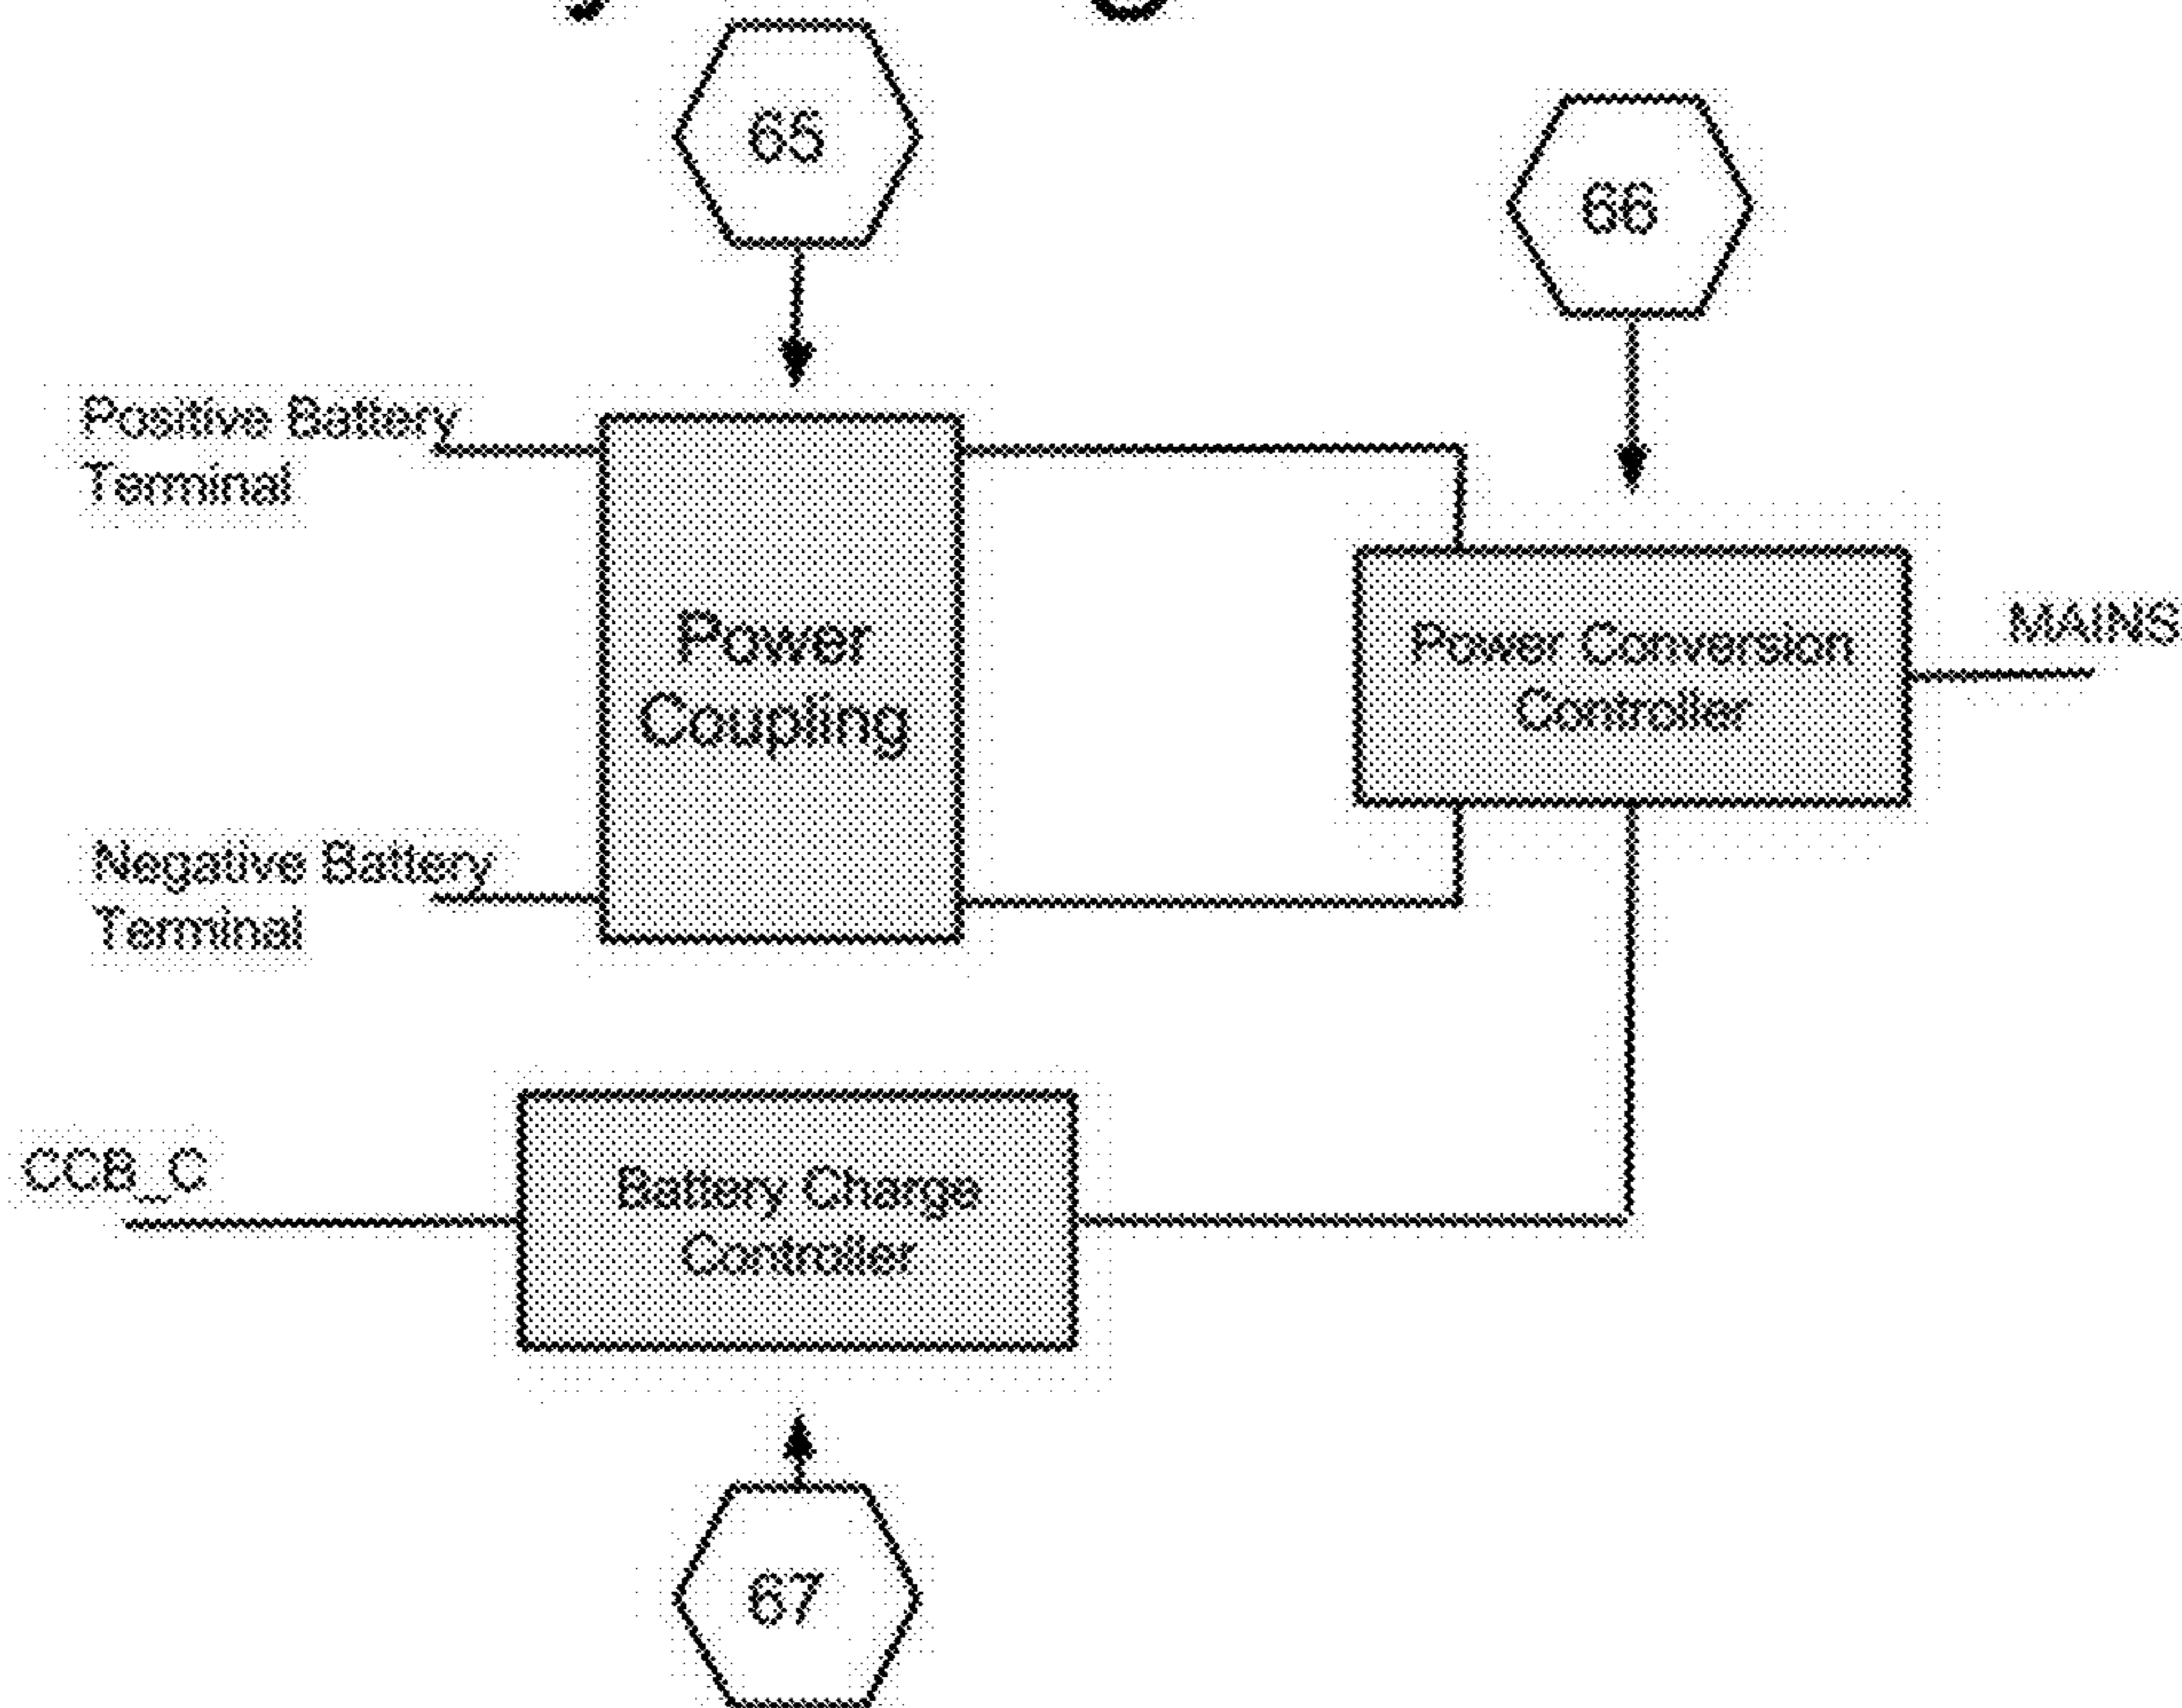 65
66
Positive Battery
Terminal
Power
Coupling
Power Conversion
Controller
MAINS
Negative Battery
Terminal
CCB_C
Battery Charge
Controller
67